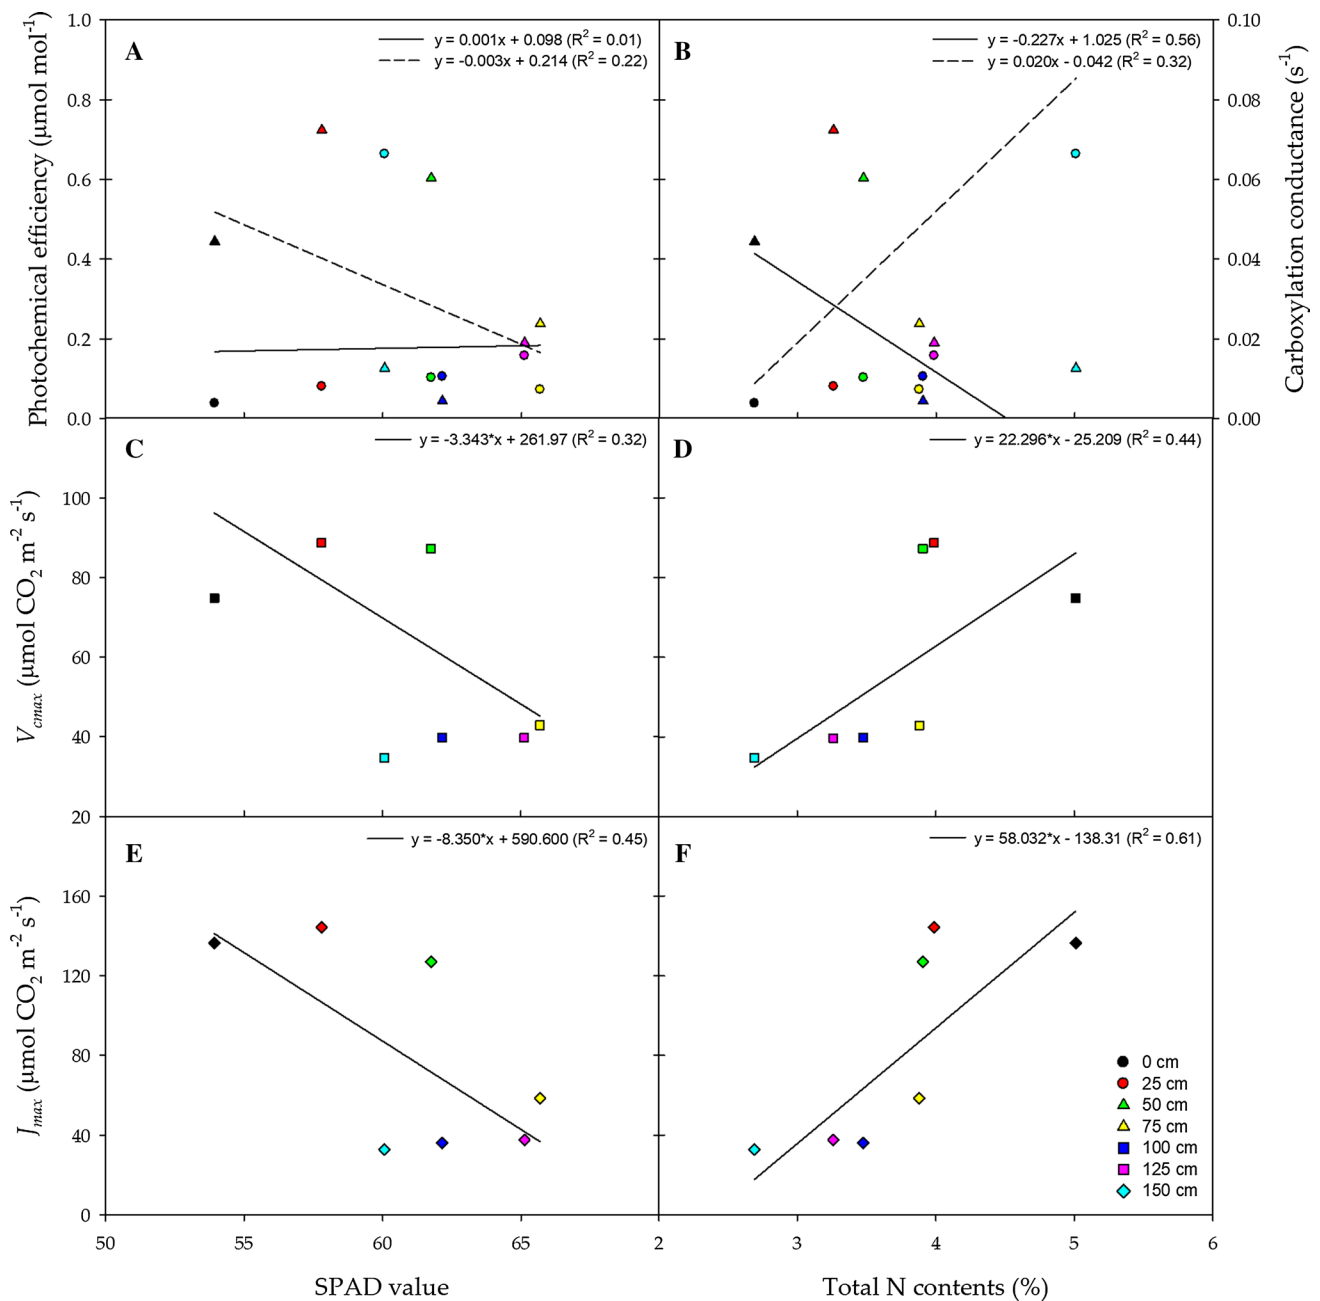 A
y = 0.001x + 0.098 (R² = 0.01)
y = -0.003x + 0.214 (R² = 0.22)
B
y = -0.227x + 1.025 (R² = 0.56)
y = 0.020x - 0.042 (R² = 0.32)
Photochemical efficiency (μmol mol⁻¹)
1.0
0.8
0.6
0.4
0.2
0.0
0.10
0.08
0.06
0.04
0.02
0.00
Carboxylation conductance (s⁻¹)
C
y = -3.343*x + 261.97 (R² = 0.32)
D
y = 22.296*x - 25.209 (R² = 0.44)
Vcmax (μmol CO₂ m⁻² s⁻¹)
100
80
60
40
20
E
y = -8.350*x + 590.600 (R² = 0.45)
F
y = 58.032*x - 138.31 (R² = 0.61)
Jmax (μmol CO₂ m⁻² s⁻¹)
160
120
80
40
0
0 cm
25 cm
50 cm
75 cm
100 cm
125 cm
150 cm
50 55 60 65
2 3 4 5 6
SPAD value
Total N contents (%)